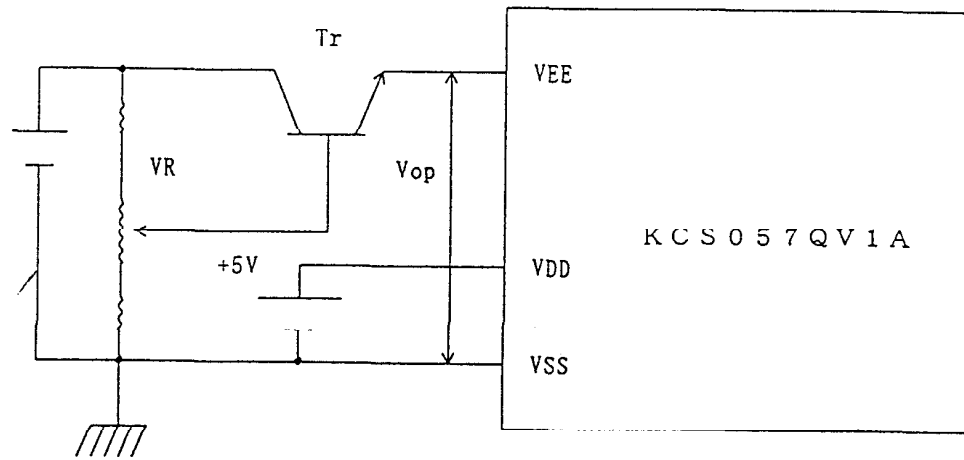 Tr
VEE
VR
Vop
KCS057QV1A
+5V
VDD
VSS